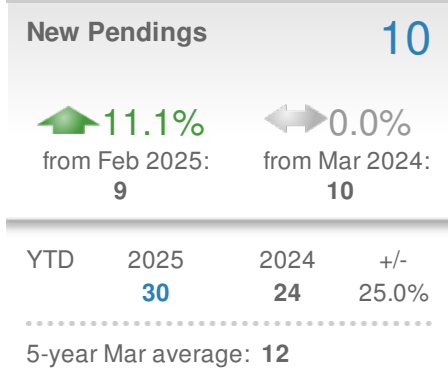 New Pendings 10
11.1% 0.0%
from Feb 2025: from Mar 2024:
9 10
YTD 2025 2024 +/-
30 24 25.0%
5-year Mar average: 12